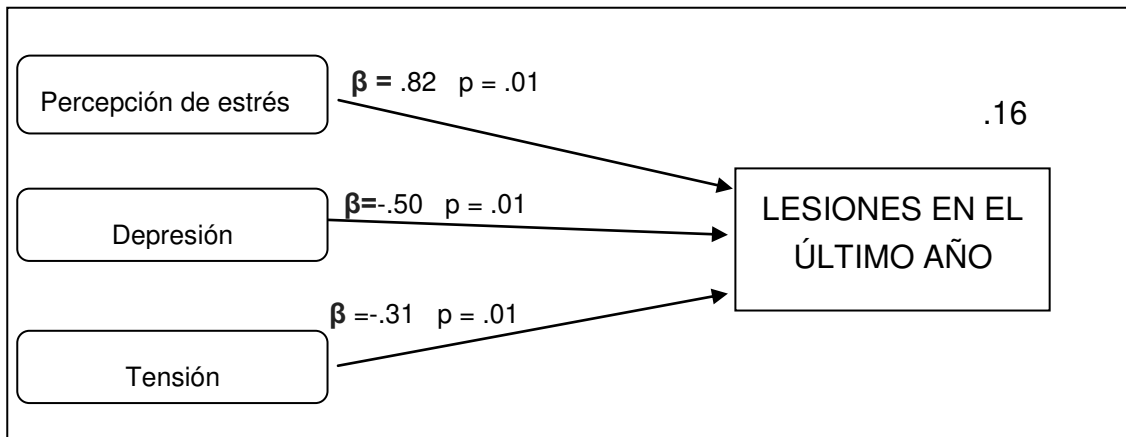 Percepción de estrés
β = .82 p = .01
.16
Depresión
β=-.50 p = .01
LESIONES EN EL
ÚLTIMO AÑO
Tensión
β =-.31 p = .01